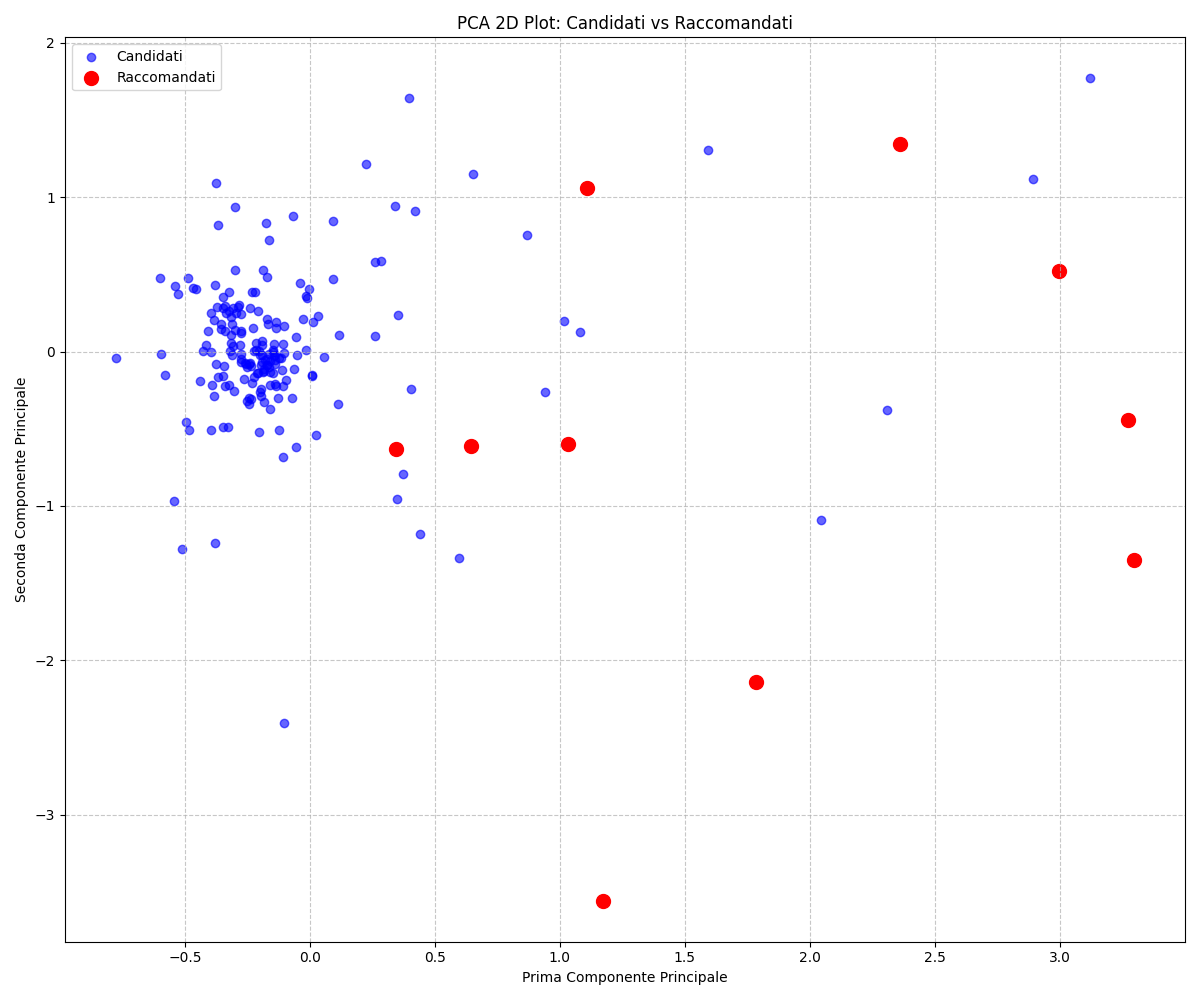 PCA 2D Plot: Candidati vs Raccomandati
Candidati
Raccomandati
2
1
0
−1
−2
−3
Seconda Componente Principale
−0.5
0.0
0.5
1.0
1.5
2.0
2.5
3.0
Prima Componente Principale